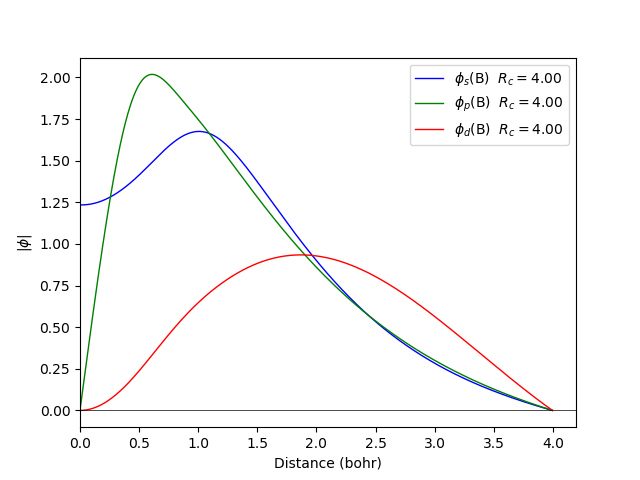 ϕs(B) Rc = 4.00
ϕp(B) Rc = 4.00
ϕd(B) Rc = 4.00
|ϕ|
2.00
1.75
1.50
1.25
1.00
0.75
0.50
0.25
0.00
0.0 0.5 1.0 1.5 2.0 2.5 3.0 3.5 4.0
Distance (bohr)